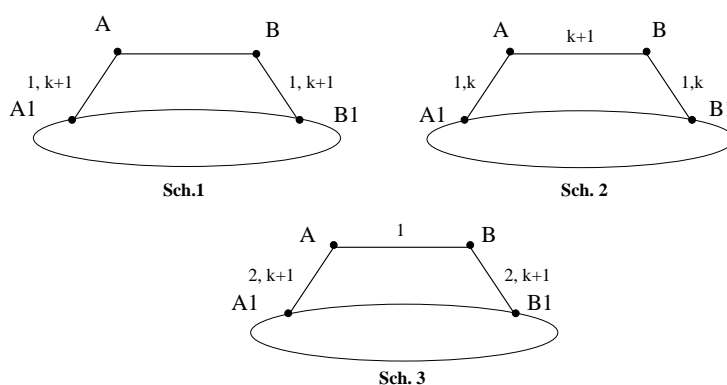 A B A k+1 B
1, k+1 1, k+1 1,k 1,k
A1 B1 A1 B
Sch.1 Sch. 2
A 1 B
2, k+1 2, k+1
A1 B1
Sch. 3